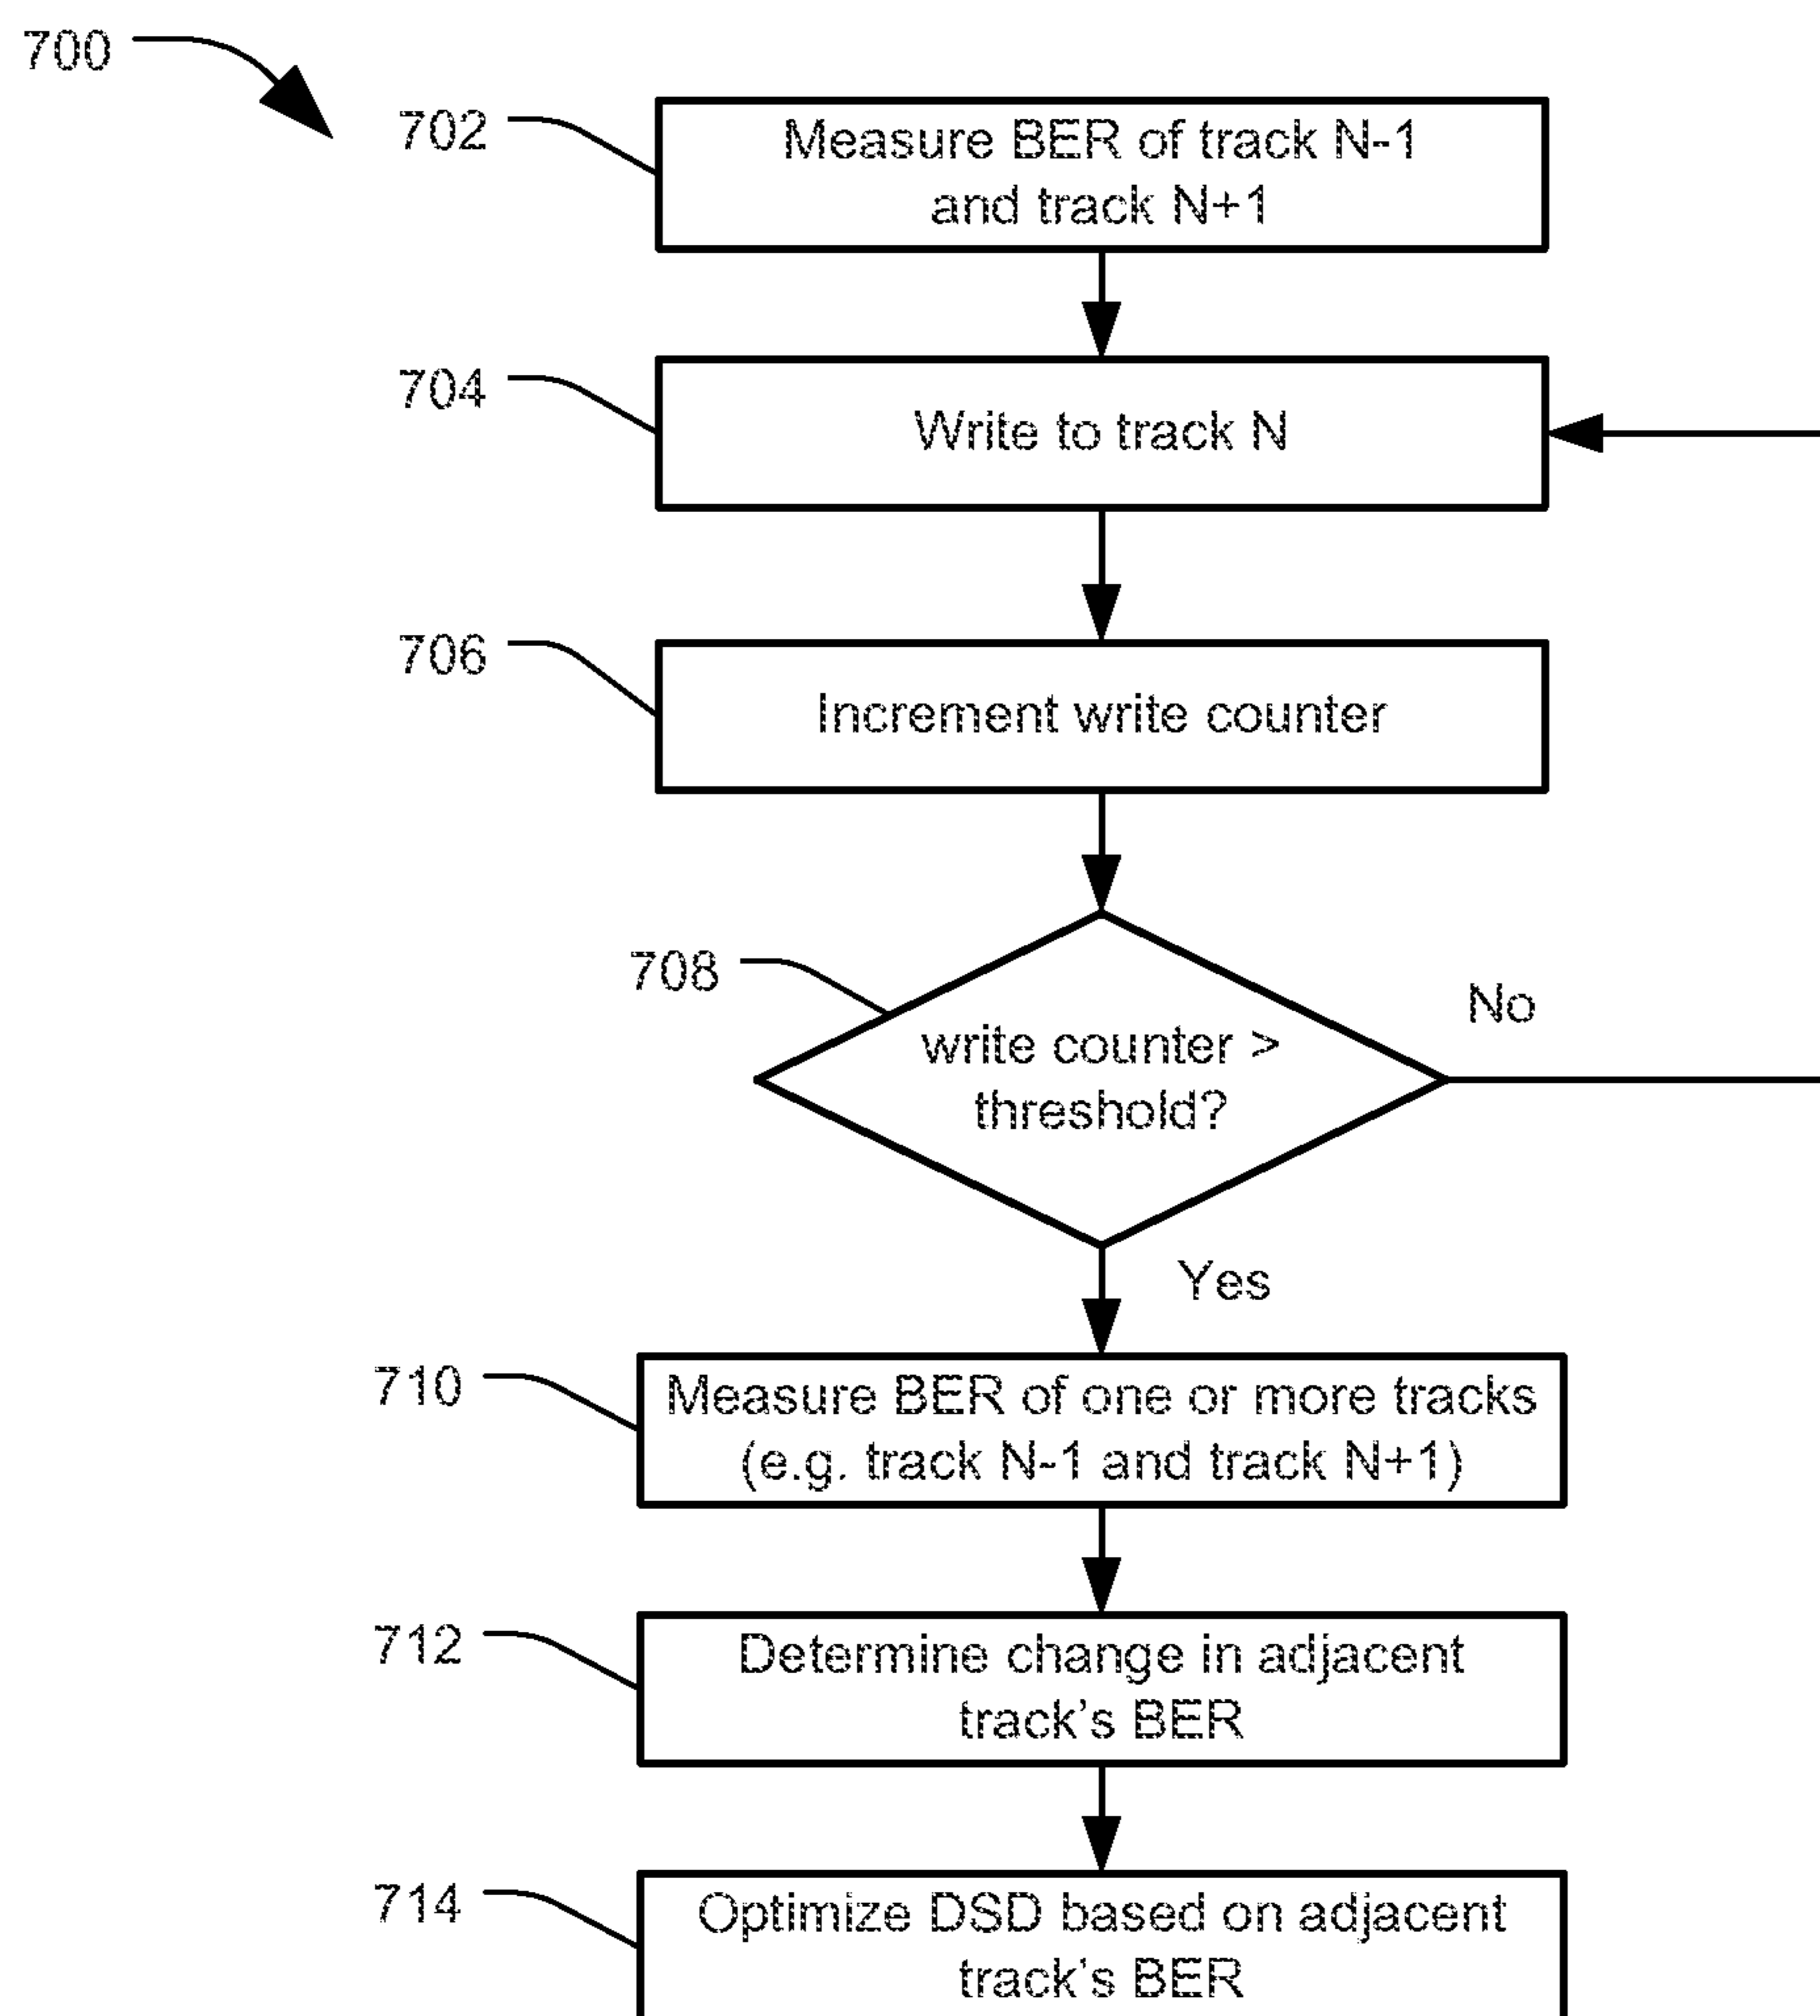 700
702
Measure BER of track N-1
and track N+1
704
Write to track N
706
Increment write counter
708
write counter >
threshold?
No
Yes
710
Measure BER of one or more tracks
(e.g. track N-1 and track N+1)
712
Determine change in adjacent
track's BER
714
Optimize DSD based on adjacent
track's BER